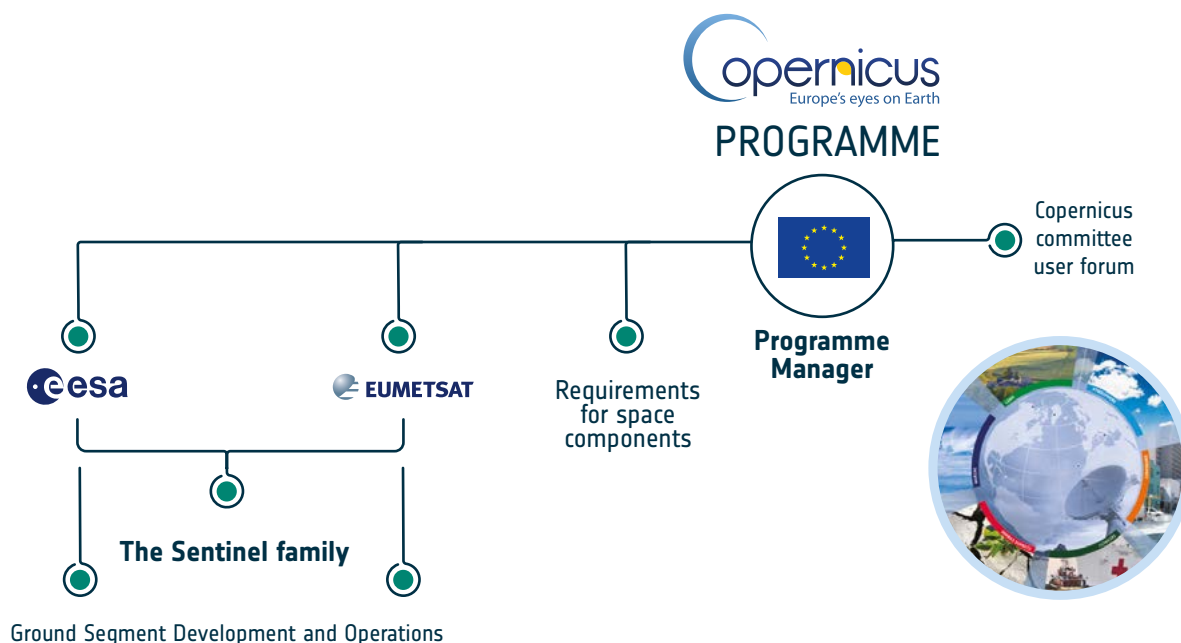 Copernicus
Europe's eyes on Earth
PROGRAMME
Copernicus
committee
user forum
Programme
Manager
esa
EUMETSAT
Requirements
for space
components
The Sentinel family
Ground Segment Development and Operations